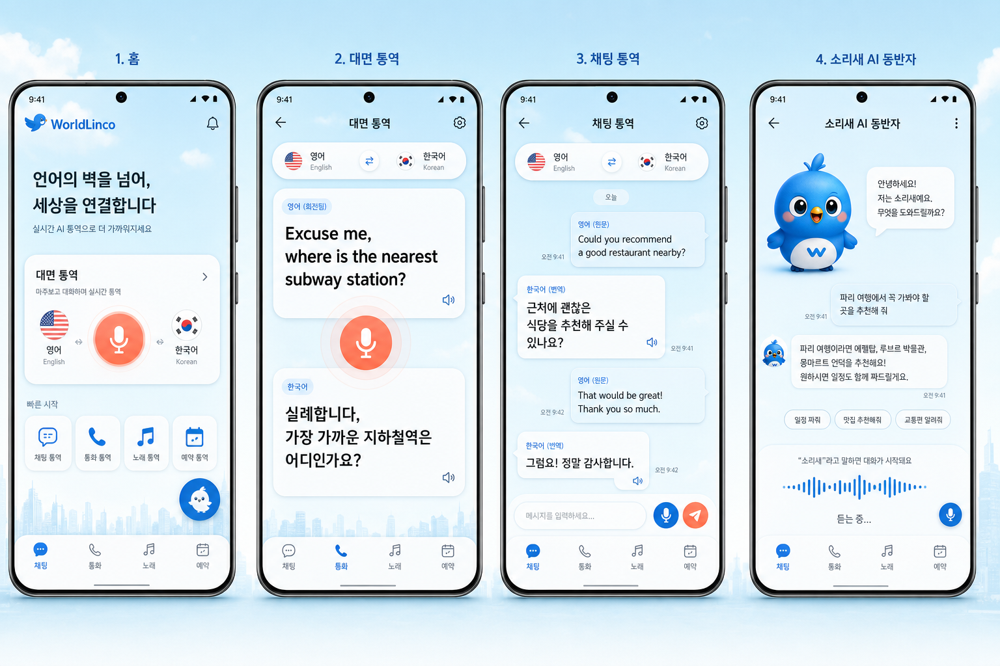 1. 홈
9:41
WorldLinco
언어의 벽을 넘어,
세상을 연결합니다
실시간 AI 통역으로 더 가까워지세요
대면 통역
마주보고 대화하며 실시간 통역
영어
English
한국어
Korean
빠른 시작
채팅 통역
통화 통역
노래 통역
예약 통역
채팅
통화
노래
예약
2. 대면 통역
9:41
대면 통역
영어
English
한국어
Korean
영어 (회전됨)
Excuse me,
where is the nearest
subway station?
한국어
실례합니다,
가장 가까운 지하철역은
어디인가요?
채팅
통화
노래
예약
3. 채팅 통역
9:41
채팅 통역
영어
English
한국어
Korean
오늘
영어 (원문)
Could you recommend
a good restaurant nearby?
오전 9:41
한국어 (번역)
근처에 괜찮은
식당을 추천해 주실 수
있나요?
오전 9:41
영어 (원문)
That would be great!
Thank you so much.
오전 9:42
한국어 (번역)
그럼요! 정말 감사합니다.
오전 9:42
메시지를 입력하세요...
채팅
통화
노래
예약
4. 소리새 AI 동반자
9:41
소리새 AI 동반자
안녕하세요!
저는 소리새예요.
무엇을 도와드릴까요?
W
파리 여행에서 꼭 가봐야 할
곳을 추천해 줘
오전 9:41
파리 여행이라면 에펠탑, 루브르 박물관,
몽마르트 언덕을 추천해요!
원하시면 일정도 함께 짜드릴게요.
오전 9:41
일정 짜줘
맛집 추천해줘
교통편 알려줘
“소리새”라고 말하면 대화가 시작돼요
듣는 중...
채팅
통화
노래
예약